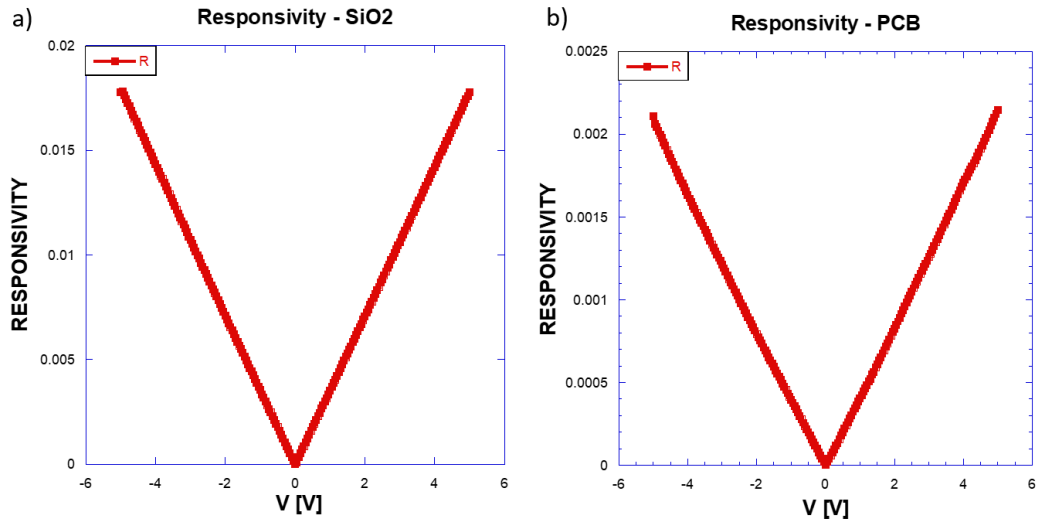 a)
Responsivity - SiO2
RESPONSIVITY
R
0.02
0.015
0.01
0.005
0
-6
-4
-2
0
2
4
6
V [V]
b)
Responsivity - PCB
RESPONSIVITY
R
0.0025
0.002
0.0015
0.001
0.0005
0
-6
-4
-2
0
2
4
6
V [V]